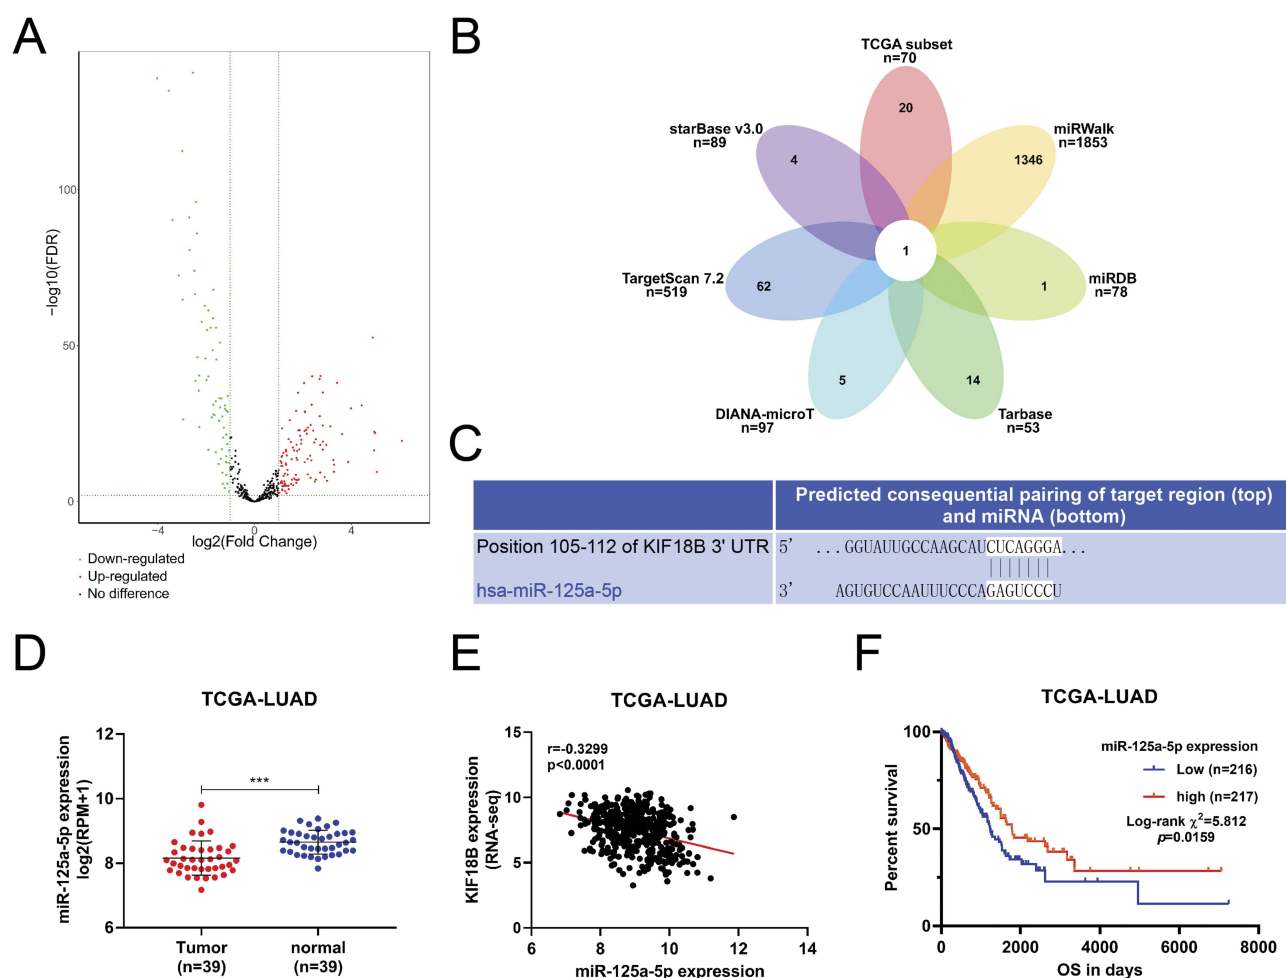 A
−log10(FDR)
100
50
0
−4
0
4
log2(Fold Change)
Down-regulated
Up-regulated
No difference
B
TCGA subset
n=70
20
starBase v3.0
n=89
4
miRWalk
n=1853
1346
1
TargetScan 7.2
n=519
62
miRDB
n=78
1
DIANA-microT
n=97
5
Tarbase
n=53
14
C
Predicted consequential pairing of target region (top)
and miRNA (bottom)
Position 105-112 of KIF18B 3' UTR 5' ...GGUAUUGCCAAGCAUCUCAGGGA...
hsa-miR-125a-5p 3' AGUGUCCAAUUUCCCAGAGUCCCU
D
TCGA-LUAD
miR-125a-5p expression
log2(RPM+1)
12
10
8
6
***
Tumor
(n=39)
normal
(n=39)
E
TCGA-LUAD
KIF18B expression
(RNA-seq)
15
10
5
0
r=-0.3299
p<0.0001
6
8
10
12
14
miR-125a-5p expression
F
TCGA-LUAD
Percent survival
100
50
0
miR-125a-5p expression
Low (n=216)
high (n=217)
Log-rank χ²=5.812
p=0.0159
0
2000
4000
6000
8000
OS in days